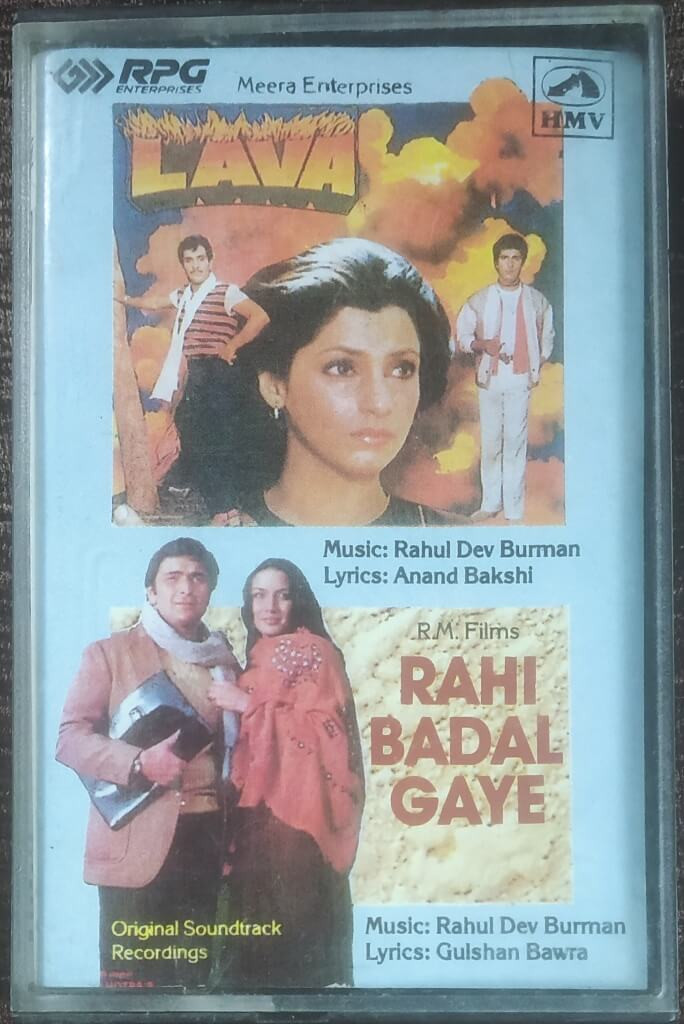 RPG
ENTERPRISES
Meera Enterprises
HMV
LAVA
Music: Rahul Dev Burman
Lyrics: Anand Bakshi
R.M. Films
RAHI
BADAL
GAYE
Original Soundtrack
Recordings
Music: Rahul Dev Burman
Lyrics: Gulshan Bawra